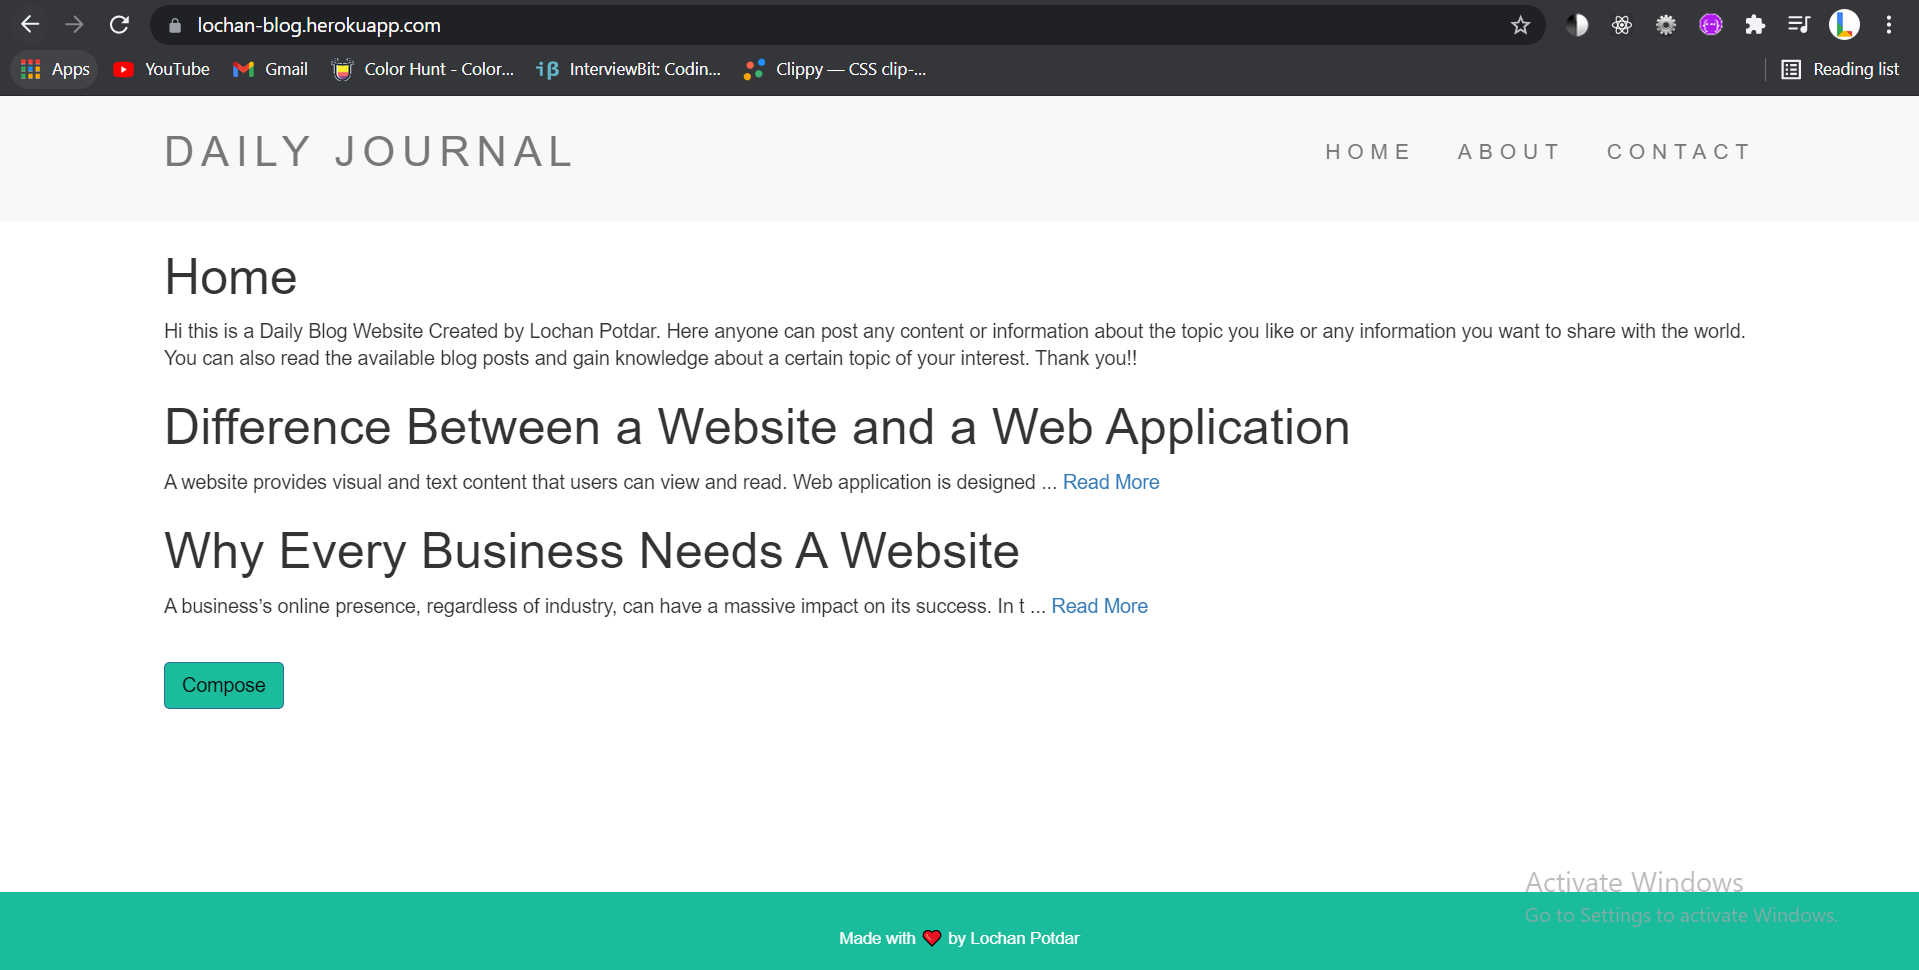 lochan-blog.herokuapp.com
Apps YouTube Gmail Color Hunt - Color... InterviewBit: Codin... Clippy — CSS clip-... Reading list
DAILY JOURNAL HOME ABOUT CONTACT
Home
Hi this is a Daily Blog Website Created by Lochan Potdar. Here anyone can post any content or information about the topic you like or any information you want to share with the world.
You can also read the available blog posts and gain knowledge about a certain topic of your interest. Thank you!!
Difference Between a Website and a Web Application
A website provides visual and text content that users can view and read. Web application is designed ... Read More
Why Every Business Needs A Website
A business’s online presence, regardless of industry, can have a massive impact on its success. In t ... Read More
Compose
Activate Windows
Go to Settings to activate Windows.
Made with ❤ by Lochan Potdar